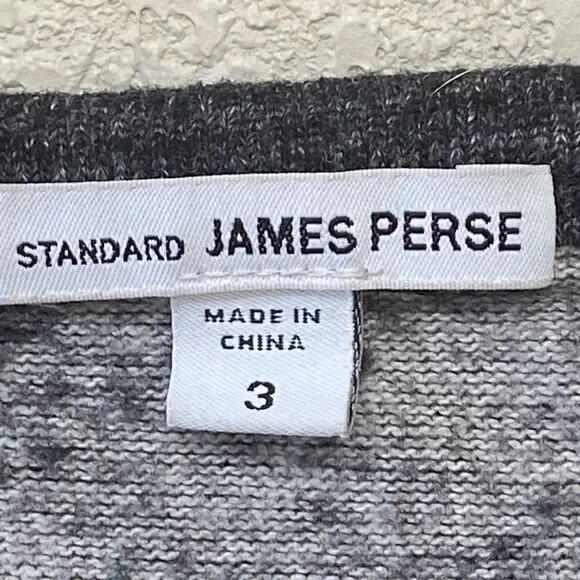 STANDARD JAMES PERSE
MADE IN
CHINA
3